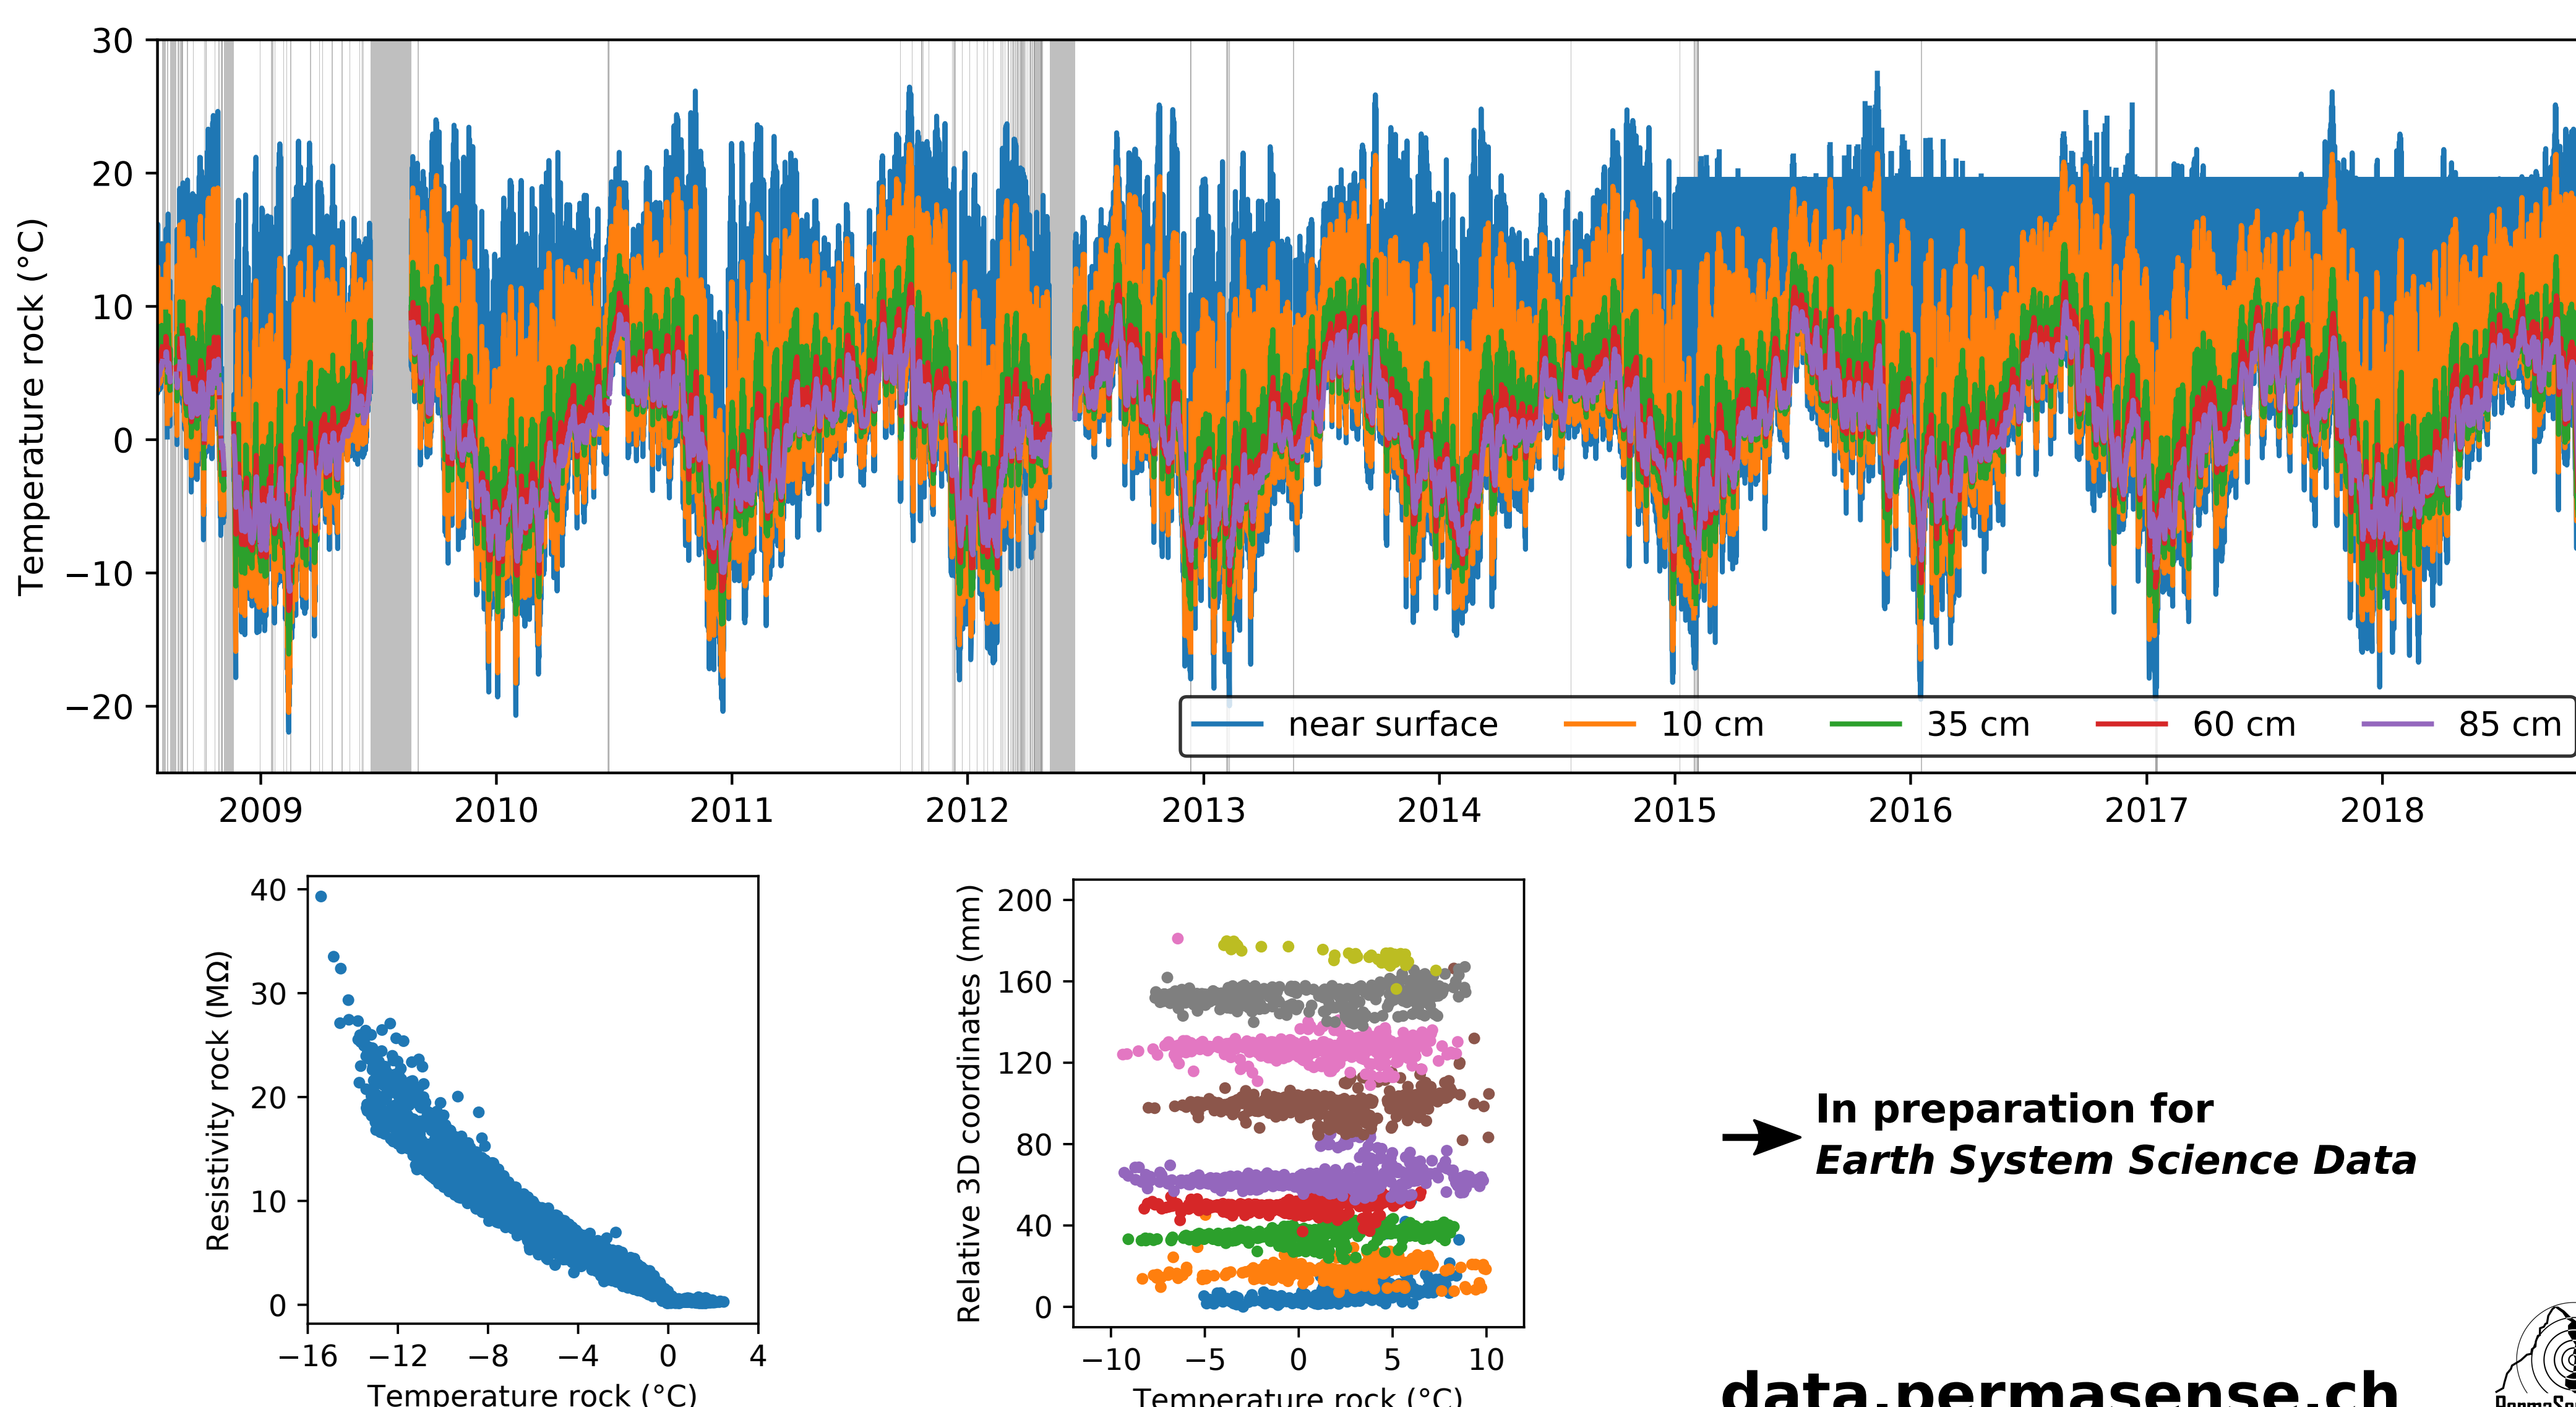 30
20
10
0
−10
−20
Temperature rock (°C)
near surface 10 cm 35 cm 60 cm 85 cm
2009 2010 2011 2012 2013 2014 2015 2016 2017 2018
40
30
20
10
0
Resistivity rock (MΩ)
−16 −12 −8 −4 0 4
Temperature rock (°C)
200
160
120
80
40
0
Relative 3D coordinates (mm)
−10 −5 0 5 10
Temperature rock (°C)
In preparation for
Earth System Science Data
data.permasense.ch